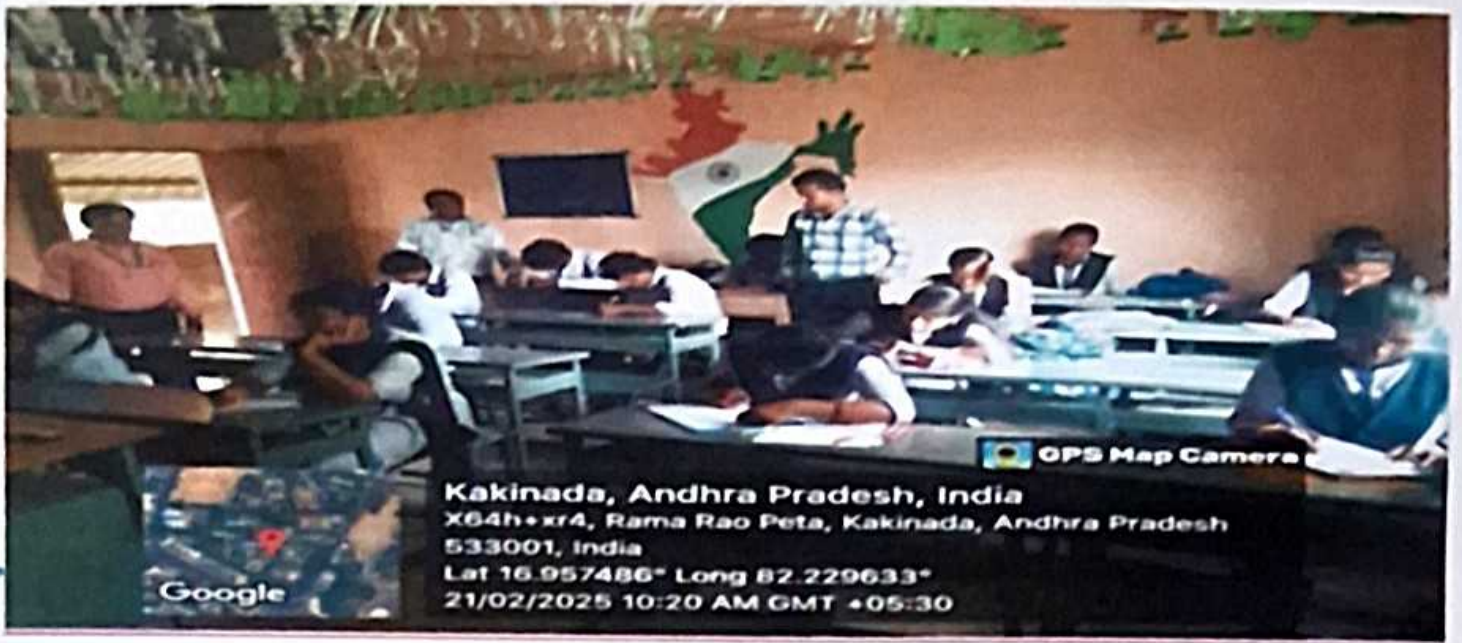 GPS Map Camera
Kakinada, Andhra Pradesh, India
X64h+xr4, Rama Rao Peta, Kakinada, Andhra Pradesh
533001, India
Lat 16.957486° Long 82.229633°
21/02/2025 10:20 AM GMT +05:30
Google